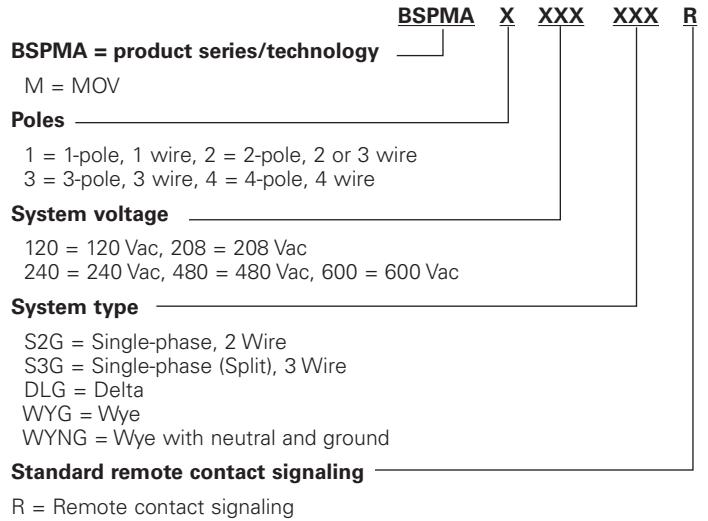 BSPMA X XXX XXX R
BSPMA = product series/technology
M = MOV
Poles
1 = 1-pole, 1 wire, 2 = 2-pole, 2 or 3 wire
3 = 3-pole, 3 wire, 4 = 4-pole, 4 wire
System voltage
120 = 120 Vac, 208 = 208 Vac
240 = 240 Vac, 480 = 480 Vac, 600 = 600 Vac
System type
S2G = Single-phase, 2 Wire
S3G = Single-phase (Split), 3 Wire
DLG = Delta
WYG = Wye
WYNG = Wye with neutral and ground
Standard remote contact signaling
R = Remote contact signaling